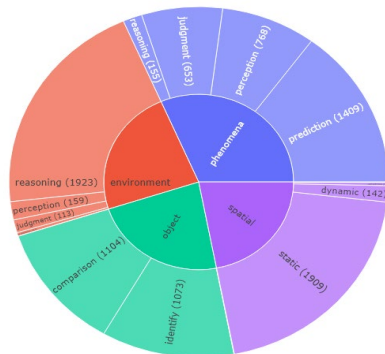 reasoning (155)
judgment (653)
perception (768)
prediction (1409)
phenomena
environment
reasoning (1923)
perception (159)
judgment (113)
object
comparison (1104)
identify (1073)
spatial
dynamic (142)
static (1909)